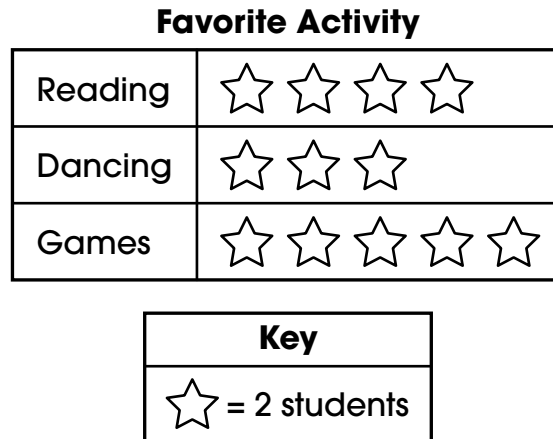 Favorite Activity
Reading
Dancing
Games
Key
= 2 students